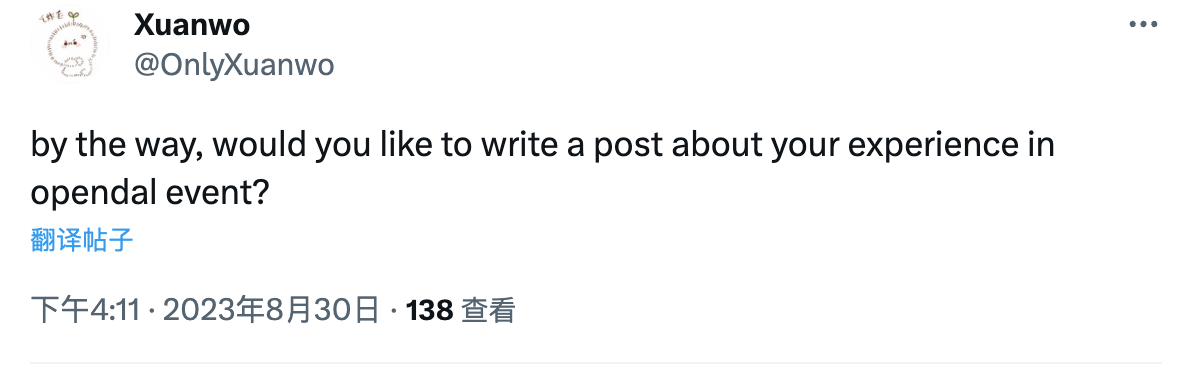 Xuanwo
@OnlyXuanwo
by the way, would you like to write a post about your experience in
opendal event?
翻译帖子
下午4:11 · 2023年8月30日 · 138 查看